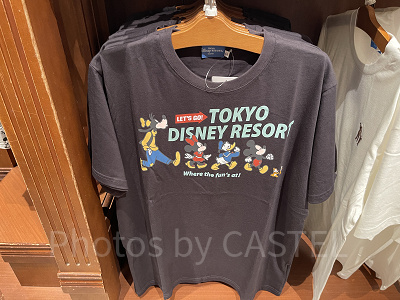 LET'S GO!
TOKYO
DISNEY RESORT
Where the fun's at!
Photos by CASTEL